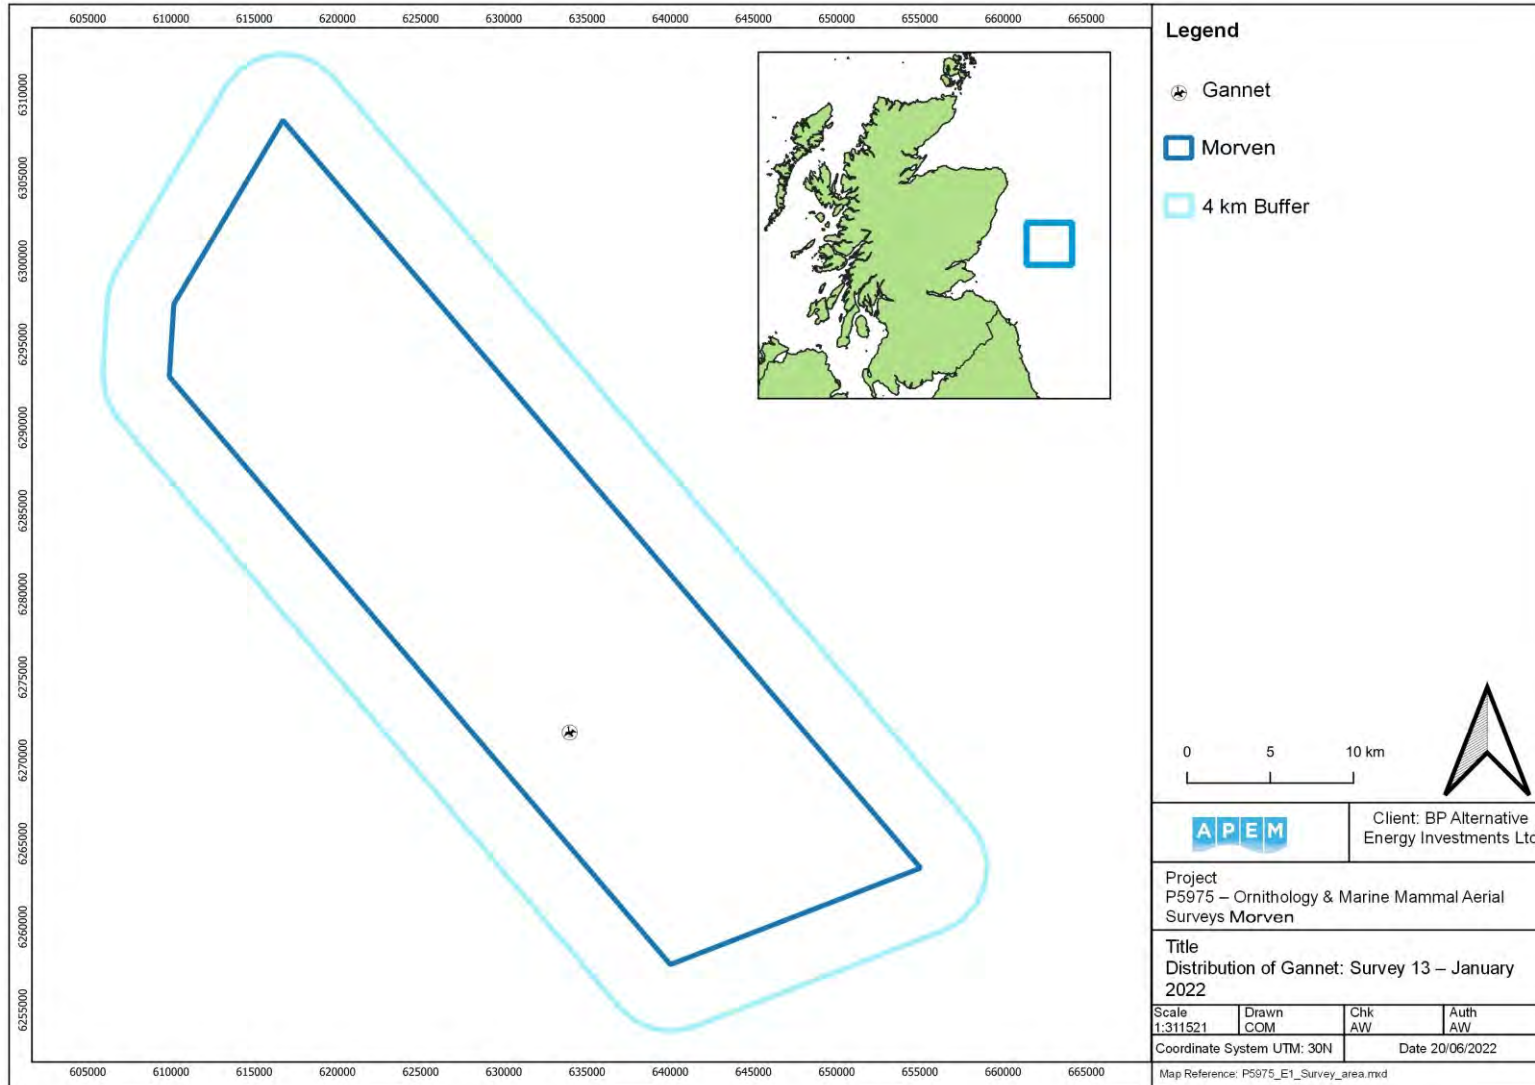 605000 610000 615000 620000 625000 630000 635000 640000 645000 650000 655000 660000 665000
6310000
6305000
6300000
6295000
6290000
6285000
6280000
6275000
6270000
6265000
6260000
6255000
605000 610000 615000 620000 625000 630000 635000 640000 645000 650000 655000 660000 665000
Legend
Gannet
Morven
4 km Buffer
0 5 10 km
APEM
Client: BP Alternative
Energy Investments Ltd
Project
P5975 – Ornithology & Marine Mammal Aerial
Surveys Morven
Title
Distribution of Gannet: Survey 13 – January
2022
Scale Drawn Chk Auth
1:311521 COM AW AW
Coordinate System UTM: 30N Date 20/06/2022
Map Reference: P5975_E1_Survey_area.mxd